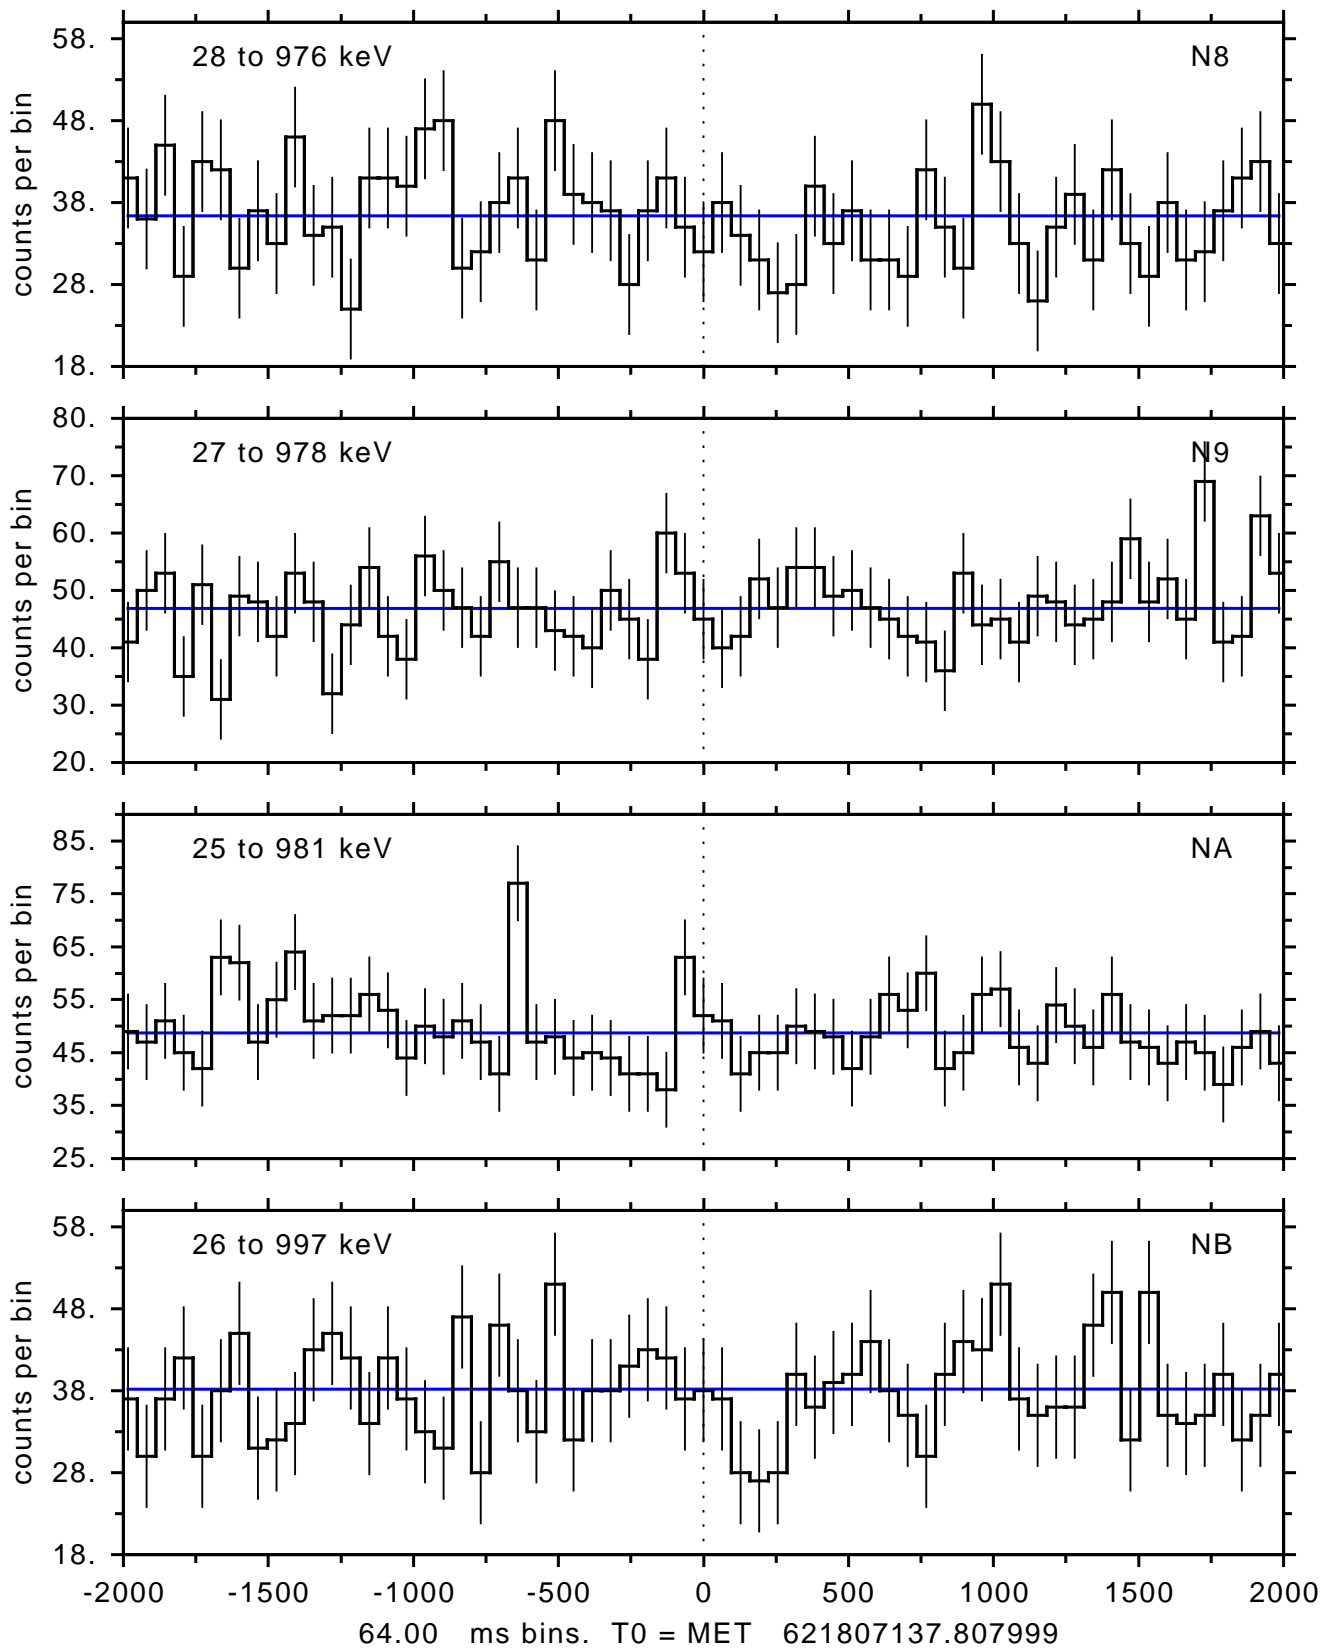 58.
28 to 976 keV N8
48.
38.
28.
18.
counts per bin
80.
27 to 978 keV N9
70.
60.
50.
40.
30.
20.
counts per bin
85.
25 to 981 keV NA
75.
65.
55.
45.
35.
25.
counts per bin
58.
26 to 997 keV NB
48.
38.
28.
18.
counts per bin
-2000 -1500 -1000 -500 0 500 1000 1500 2000
64.00 ms bins. T0 = MET 621807137.807999